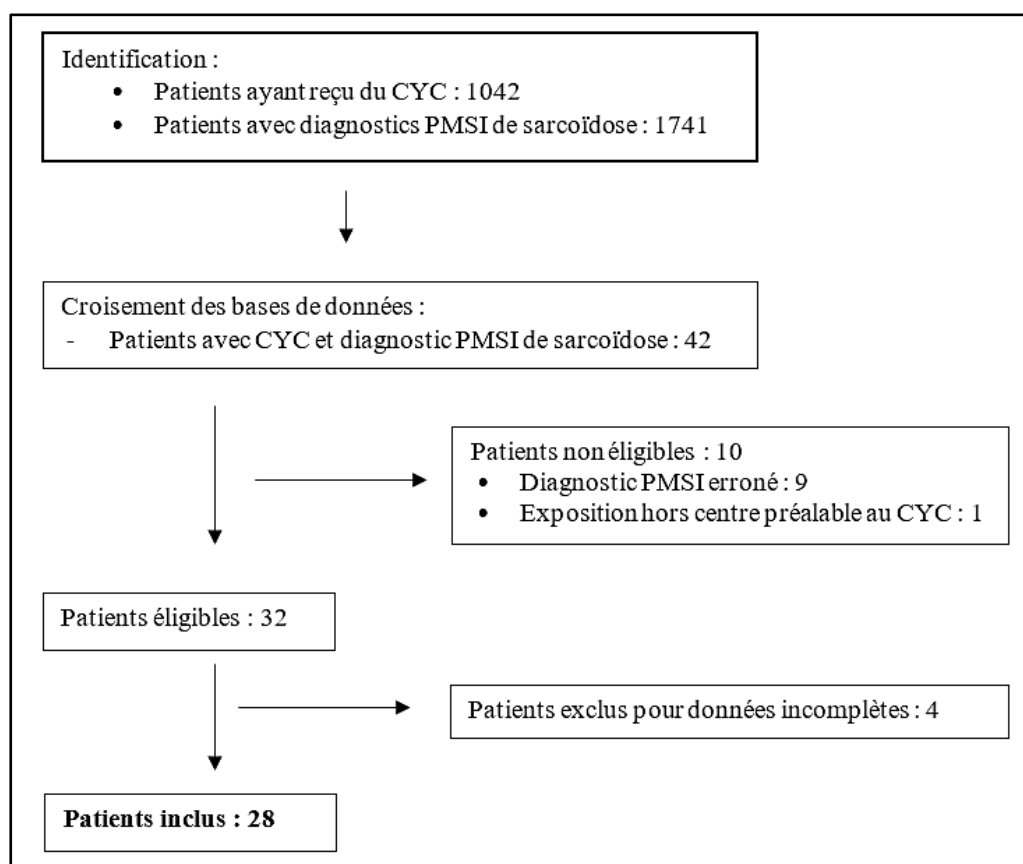 Identification :
• Patients ayant reçu du CYC : 1042
• Patients avec diagnostics PMSI de sarcoïdose : 1741
Croisement des bases de données :
- Patients avec CYC et diagnostic PMSI de sarcoïdose : 42
Patients non éligibles : 10
• Diagnostic PMSI erroné : 9
• Exposition hors centre préalable au CYC : 1
Patients éligibles : 32
Patients exclus pour données incomplètes : 4
Patients inclus : 28